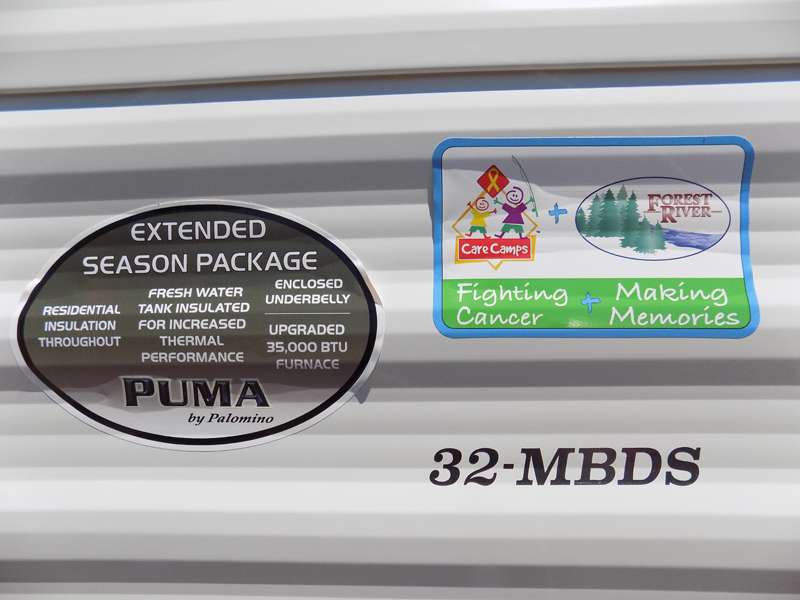 EXTENDED
SEASON PACKAGE
RESIDENTIAL
INSULATION
THROUGHOUT
FRESH WATER
TANK INSULATED
FOR INCREASED
THERMAL
PERFORMANCE
ENCLOSED
UNDERBELLY
UPGRADED
35,000 BTU
FURNACE
PUMA
by Palomino
Care Camps
+
FOREST
RIVER
Fighting + Making
Cancer Memories
32-MBDS